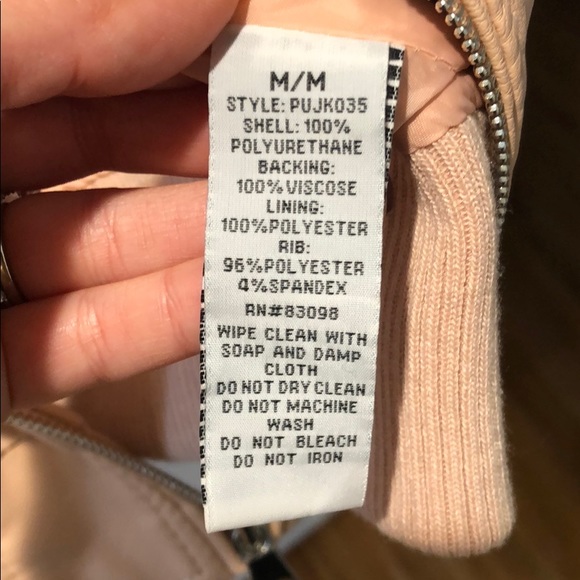 M/M
STYLE: PUJK035
SHELL: 100%
POLYURETHANE
BACKING:
100% VISCOSE
LINING:
100%POLYESTER
RIB:
96%POLYESTER
4%SPANDEX
RN#83098
WIPE CLEAN WITH
SOAP AND DAMP
CLOTH
DO NOT DRY CLEAN
DO NOT MACHINE
WASH
DO NOT BLEACH
DO NOT IRON